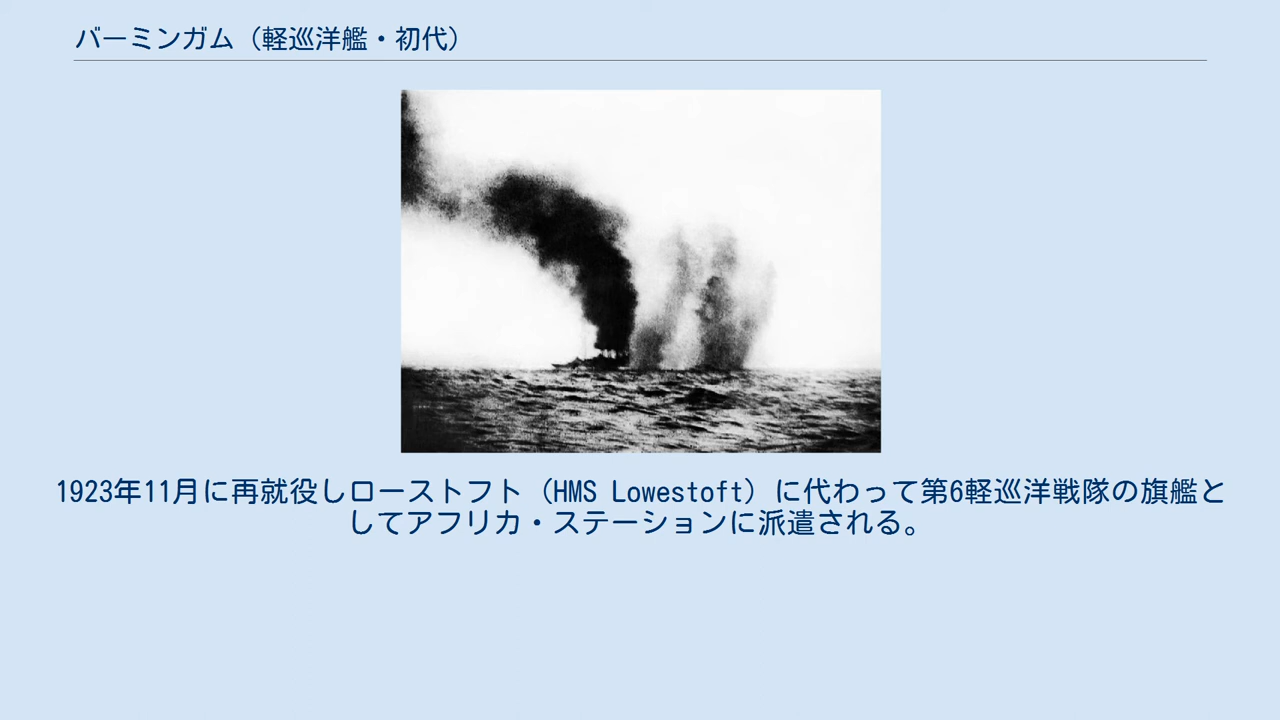 バーミンガム（軽巡洋艦・初代）
1923年11月に再就役しローストフト（HMS Lowestoft）に代わって第6軽巡洋戦隊の旗艦と
してアフリカ・ステーションに派遣される。